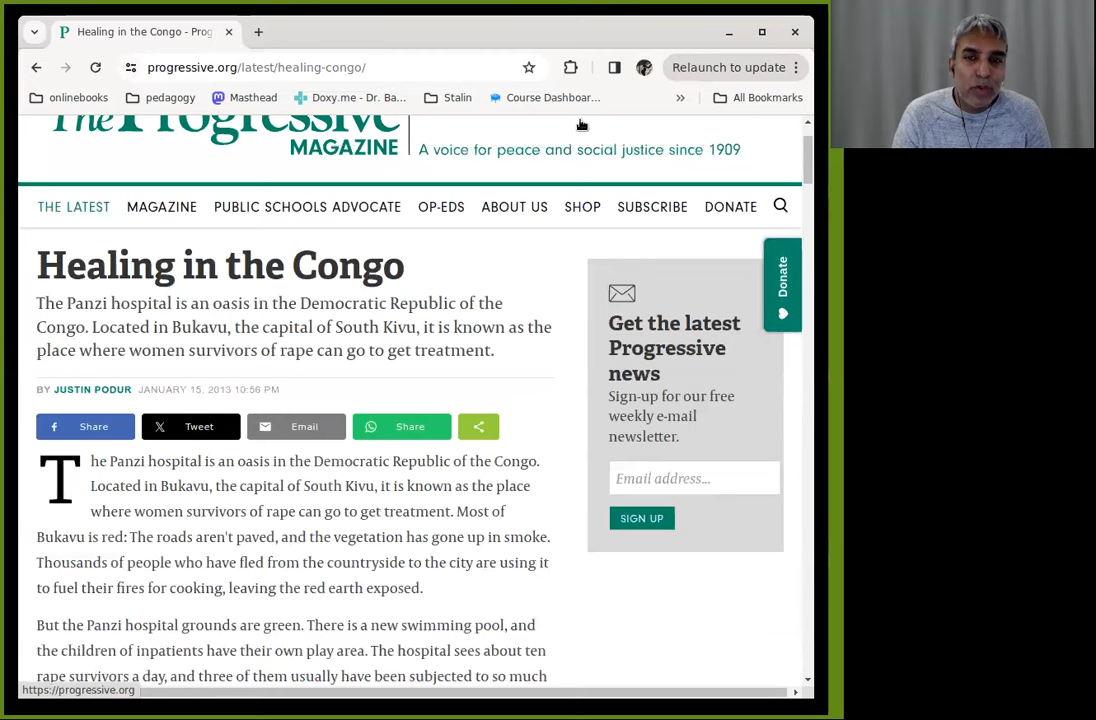 Healing in the Congo - Prog
progressive.org/latest/healing-congo/
Relaunch to update
onlinebooks
pedagogy
Masthead
Doxy.me - Dr. Ba...
Stalin
Course Dashboar...
»
All Bookmarks
The Progressive
MAGAZINE
A voice for peace and social justice since 1909
THE LATEST
MAGAZINE
PUBLIC SCHOOLS ADVOCATE
OP-EDS
ABOUT US
SHOP
SUBSCRIBE
DONATE
Healing in the Congo
The Panzi hospital is an oasis in the Democratic Republic of the
Congo. Located in Bukavu, the capital of South Kivu, it is known as the
place where women survivors of rape can go to get treatment.
BY JUSTIN PODUR JANUARY 15, 2013 10:56 PM
Share
Tweet
Email
Share
The Panzi hospital is an oasis in the Democratic Republic of the Congo.
Located in Bukavu, the capital of South Kivu, it is known as the place
where women survivors of rape can go to get treatment. Most of
Bukavu is red: The roads aren't paved, and the vegetation has gone up in smoke.
Thousands of people who have fled from the countryside to the city are using it
to fuel their fires for cooking, leaving the red earth exposed.
But the Panzi hospital grounds are green. There is a new swimming pool, and
the children of inpatients have their own play area. The hospital sees about ten
rape survivors a day, and three of them usually have been subjected to so much
Donate
Get the latest
Progressive
news
Sign-up for our free
weekly e-mail
newsletter.
Email address...
SIGN UP
https://progressive.org